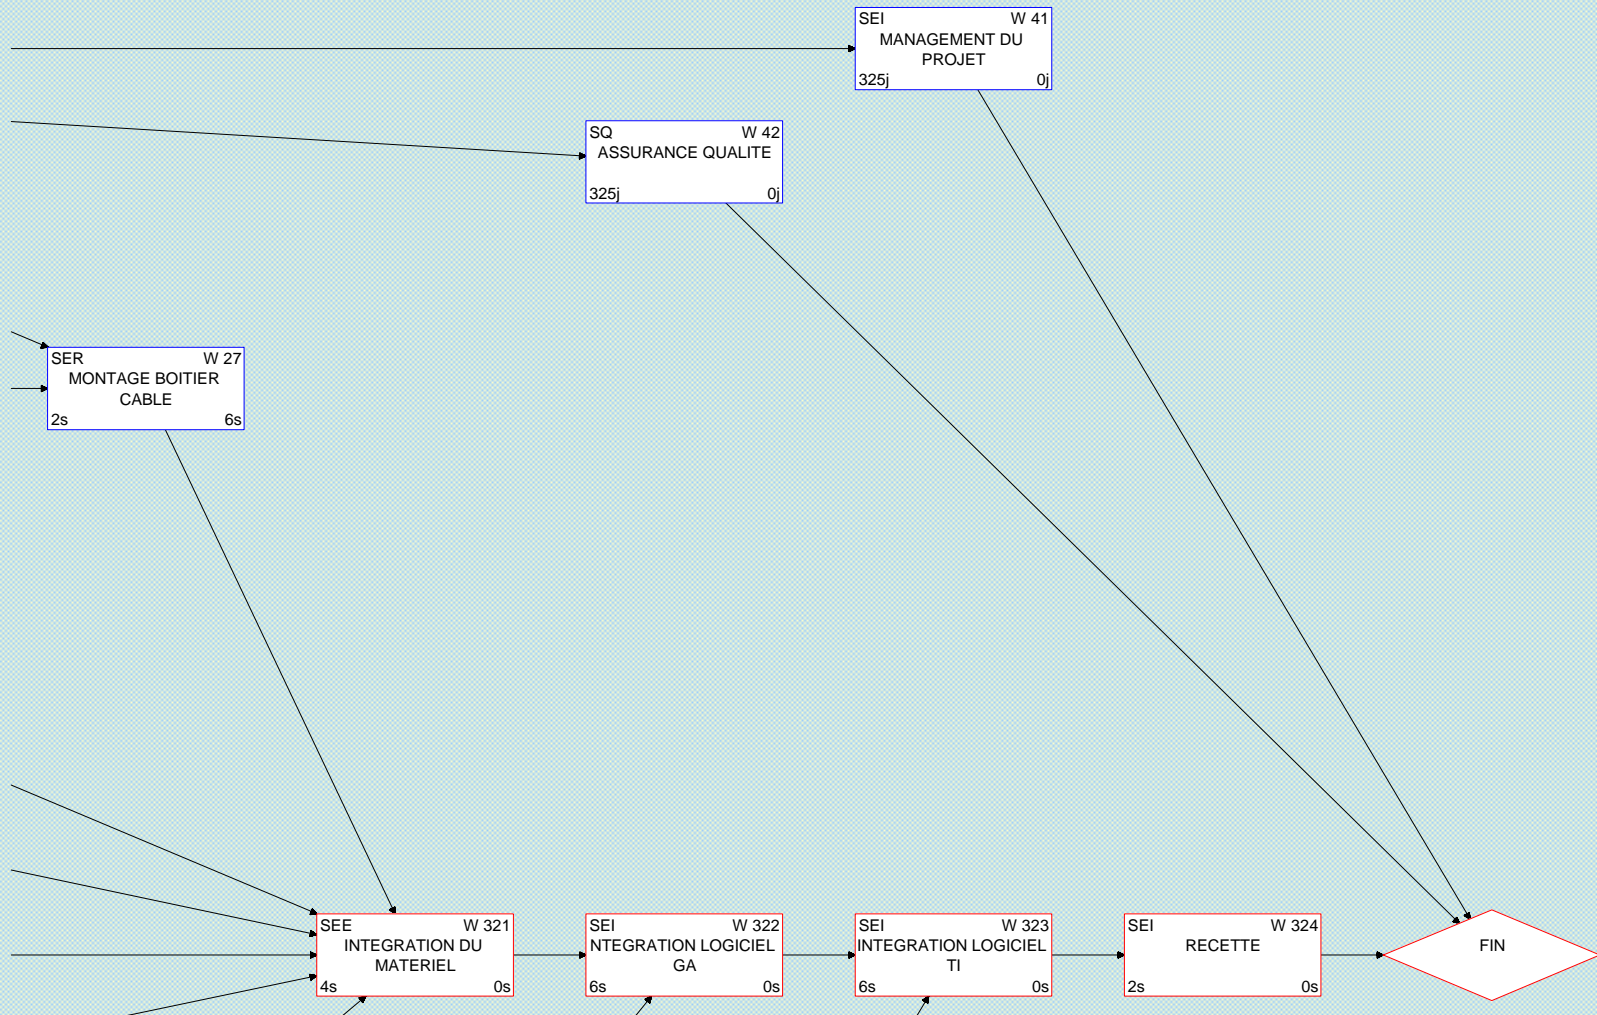 SEI W 41
MANAGEMENT DU
PROJET
325j 0j
SQ W 42
ASSURANCE QUALITE
325j 0j
SER W 27
MONTAGE BOITIER
CABLE
2s 6s
SEE W 321
INTEGRATION DU
MATERIEL
4s 0s
SEI W 322
NTEGRATION LOGICIEL
GA
6s 0s
SEI W 323
INTEGRATION LOGICIEL
TI
6s 0s
SEI W 324
RECETTE
2s 0s
FIN